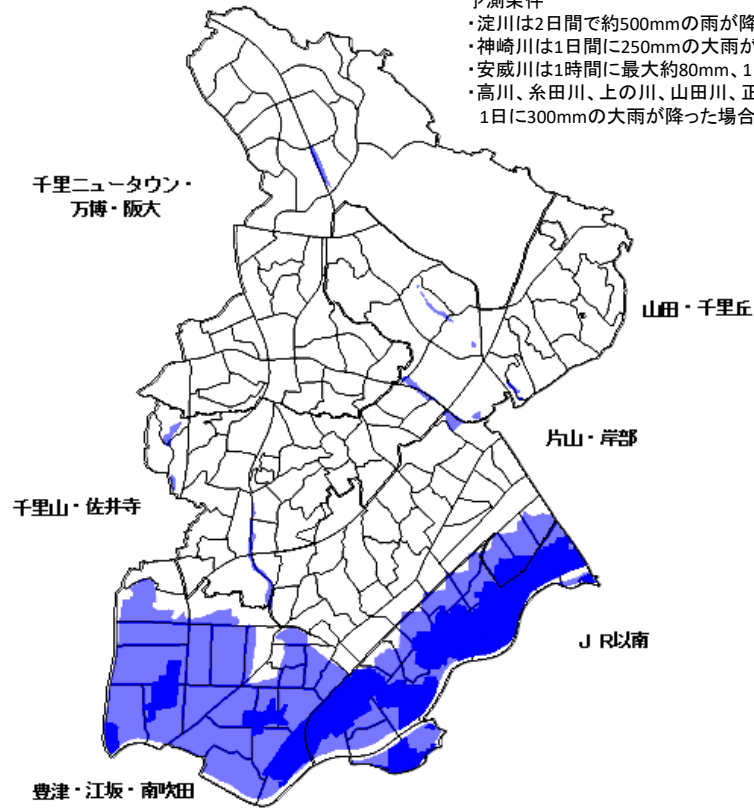 予測条件
・淀川は2日間で約500mmの雨が降
・神崎川は1日間に250mmの大雨が
・安威川は1時間に最大約80mm、1
・高川、糸田川、上の川、山田川、正
1日に300mmの大雨が降った場合
千里ニュータウン・
万博・阪大
山田・千里丘
片山・岸部
千里山・佐井寺
ＪＲ以南
豊津・江坂・南吹田